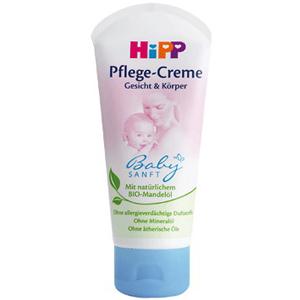 HiPP
Pflege-Creme
Gesicht & Körper
Baby
SANFT
Mit natürlichem
BIO-Mandelöl
Ohne allergieverdächtige Duftstoffe
Ohne Mineralöl
Ohne ätherische Öle